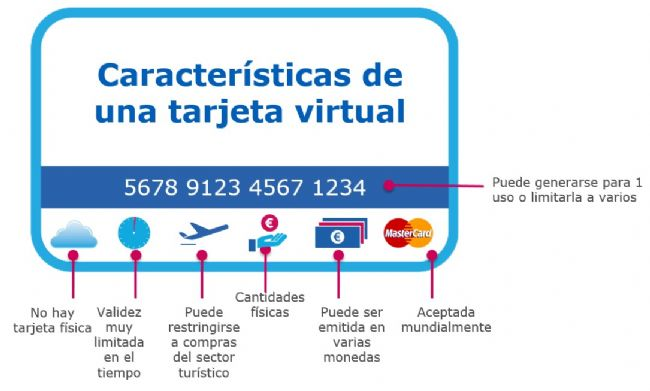 Características de
una tarjeta virtual
5678 9123 4567 1234
Puede generarse para 1
uso o limitarla a varios
€
€
MasterCard
No hay
tarjeta física
Validez
muy
limitada
en el
tiempo
Puede
restringirse
a compras
del sector
turístico
Cantidades
físicas
Puede ser
emitida en
varias
monedas
Aceptada
mundialmente